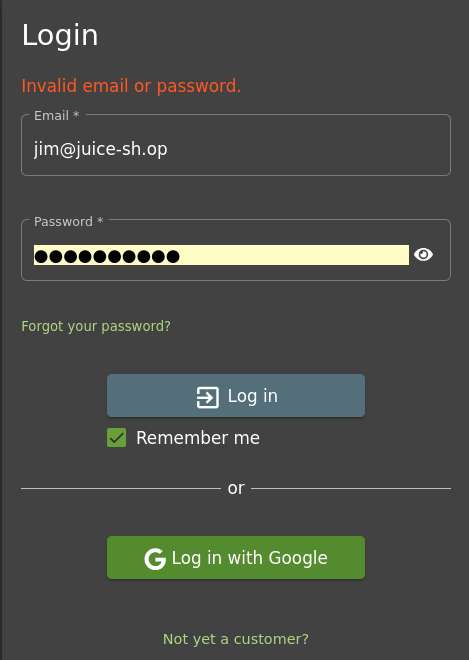 Login
Invalid email or password.
Email *
jim@juice-sh.op
Password *
●●●●●●●●●●
Forgot your password?
Log in
Remember me
or
Log in with Google
Not yet a customer?